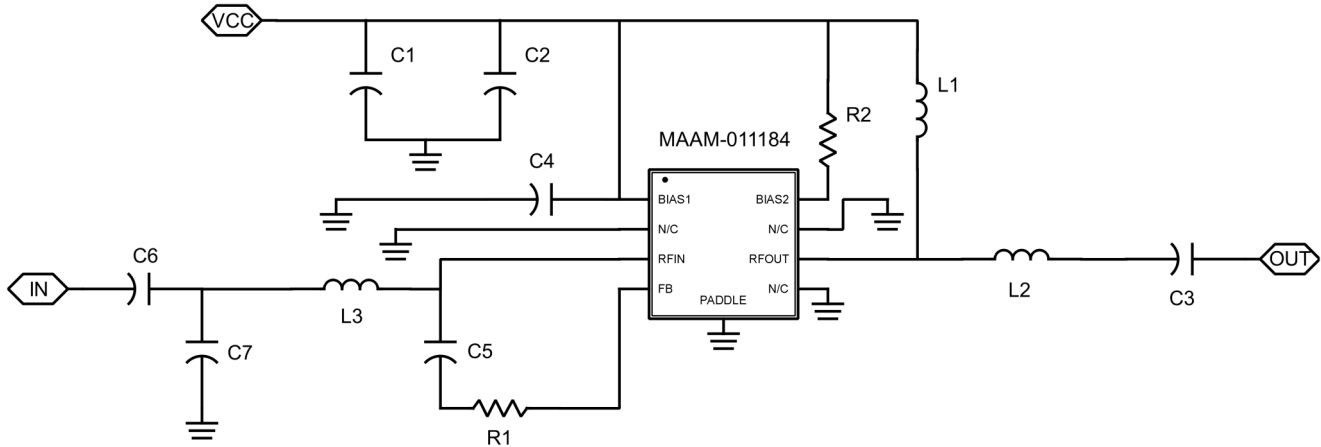 VCC
C1
C2
L1
R2
MAAM-011184
C4
BIAS1
BIAS2
N/C
N/C
C6
RFIN
RFOUT
IN
OUT
FB
N/C
PADDLE
L3
L2
C3
C7
C5
R1